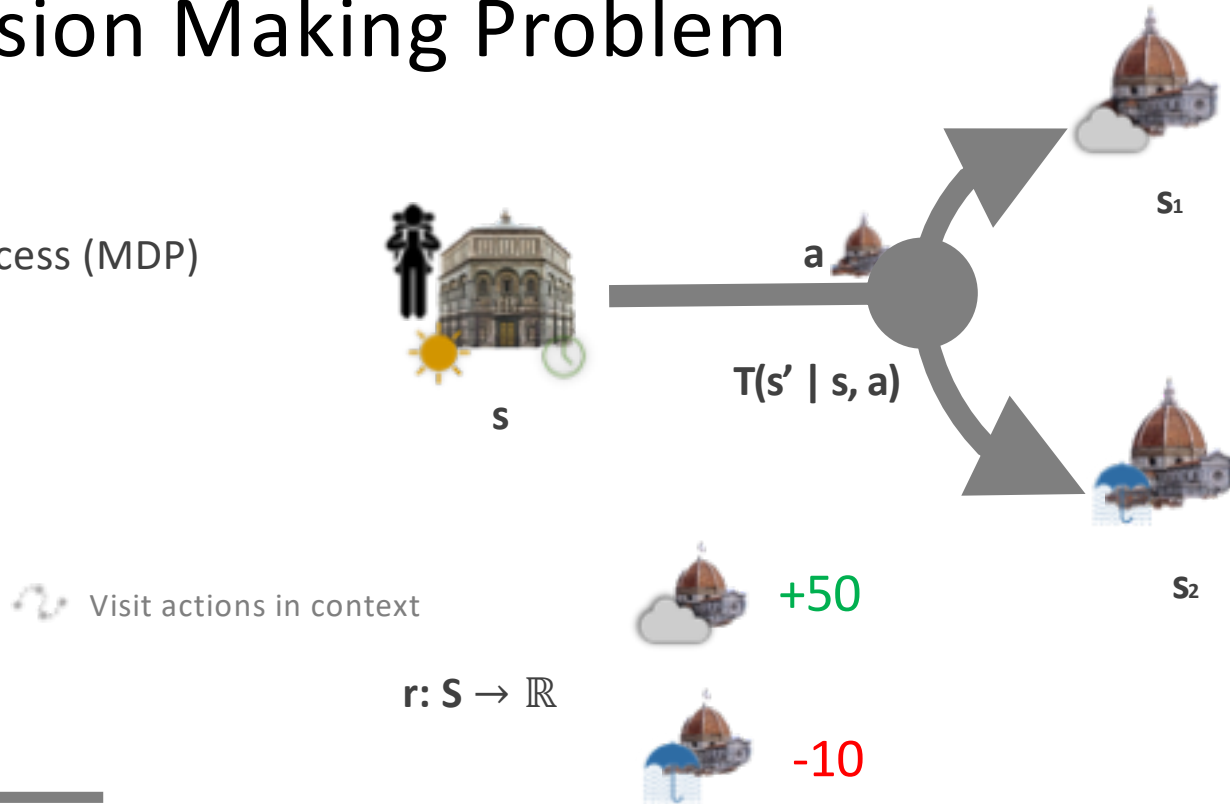 sion Making Problem
s1
cess (MDP)
a
T(s’ | s, a)
s
s2
Visit actions in context
+50
r: S → ℝ
-10